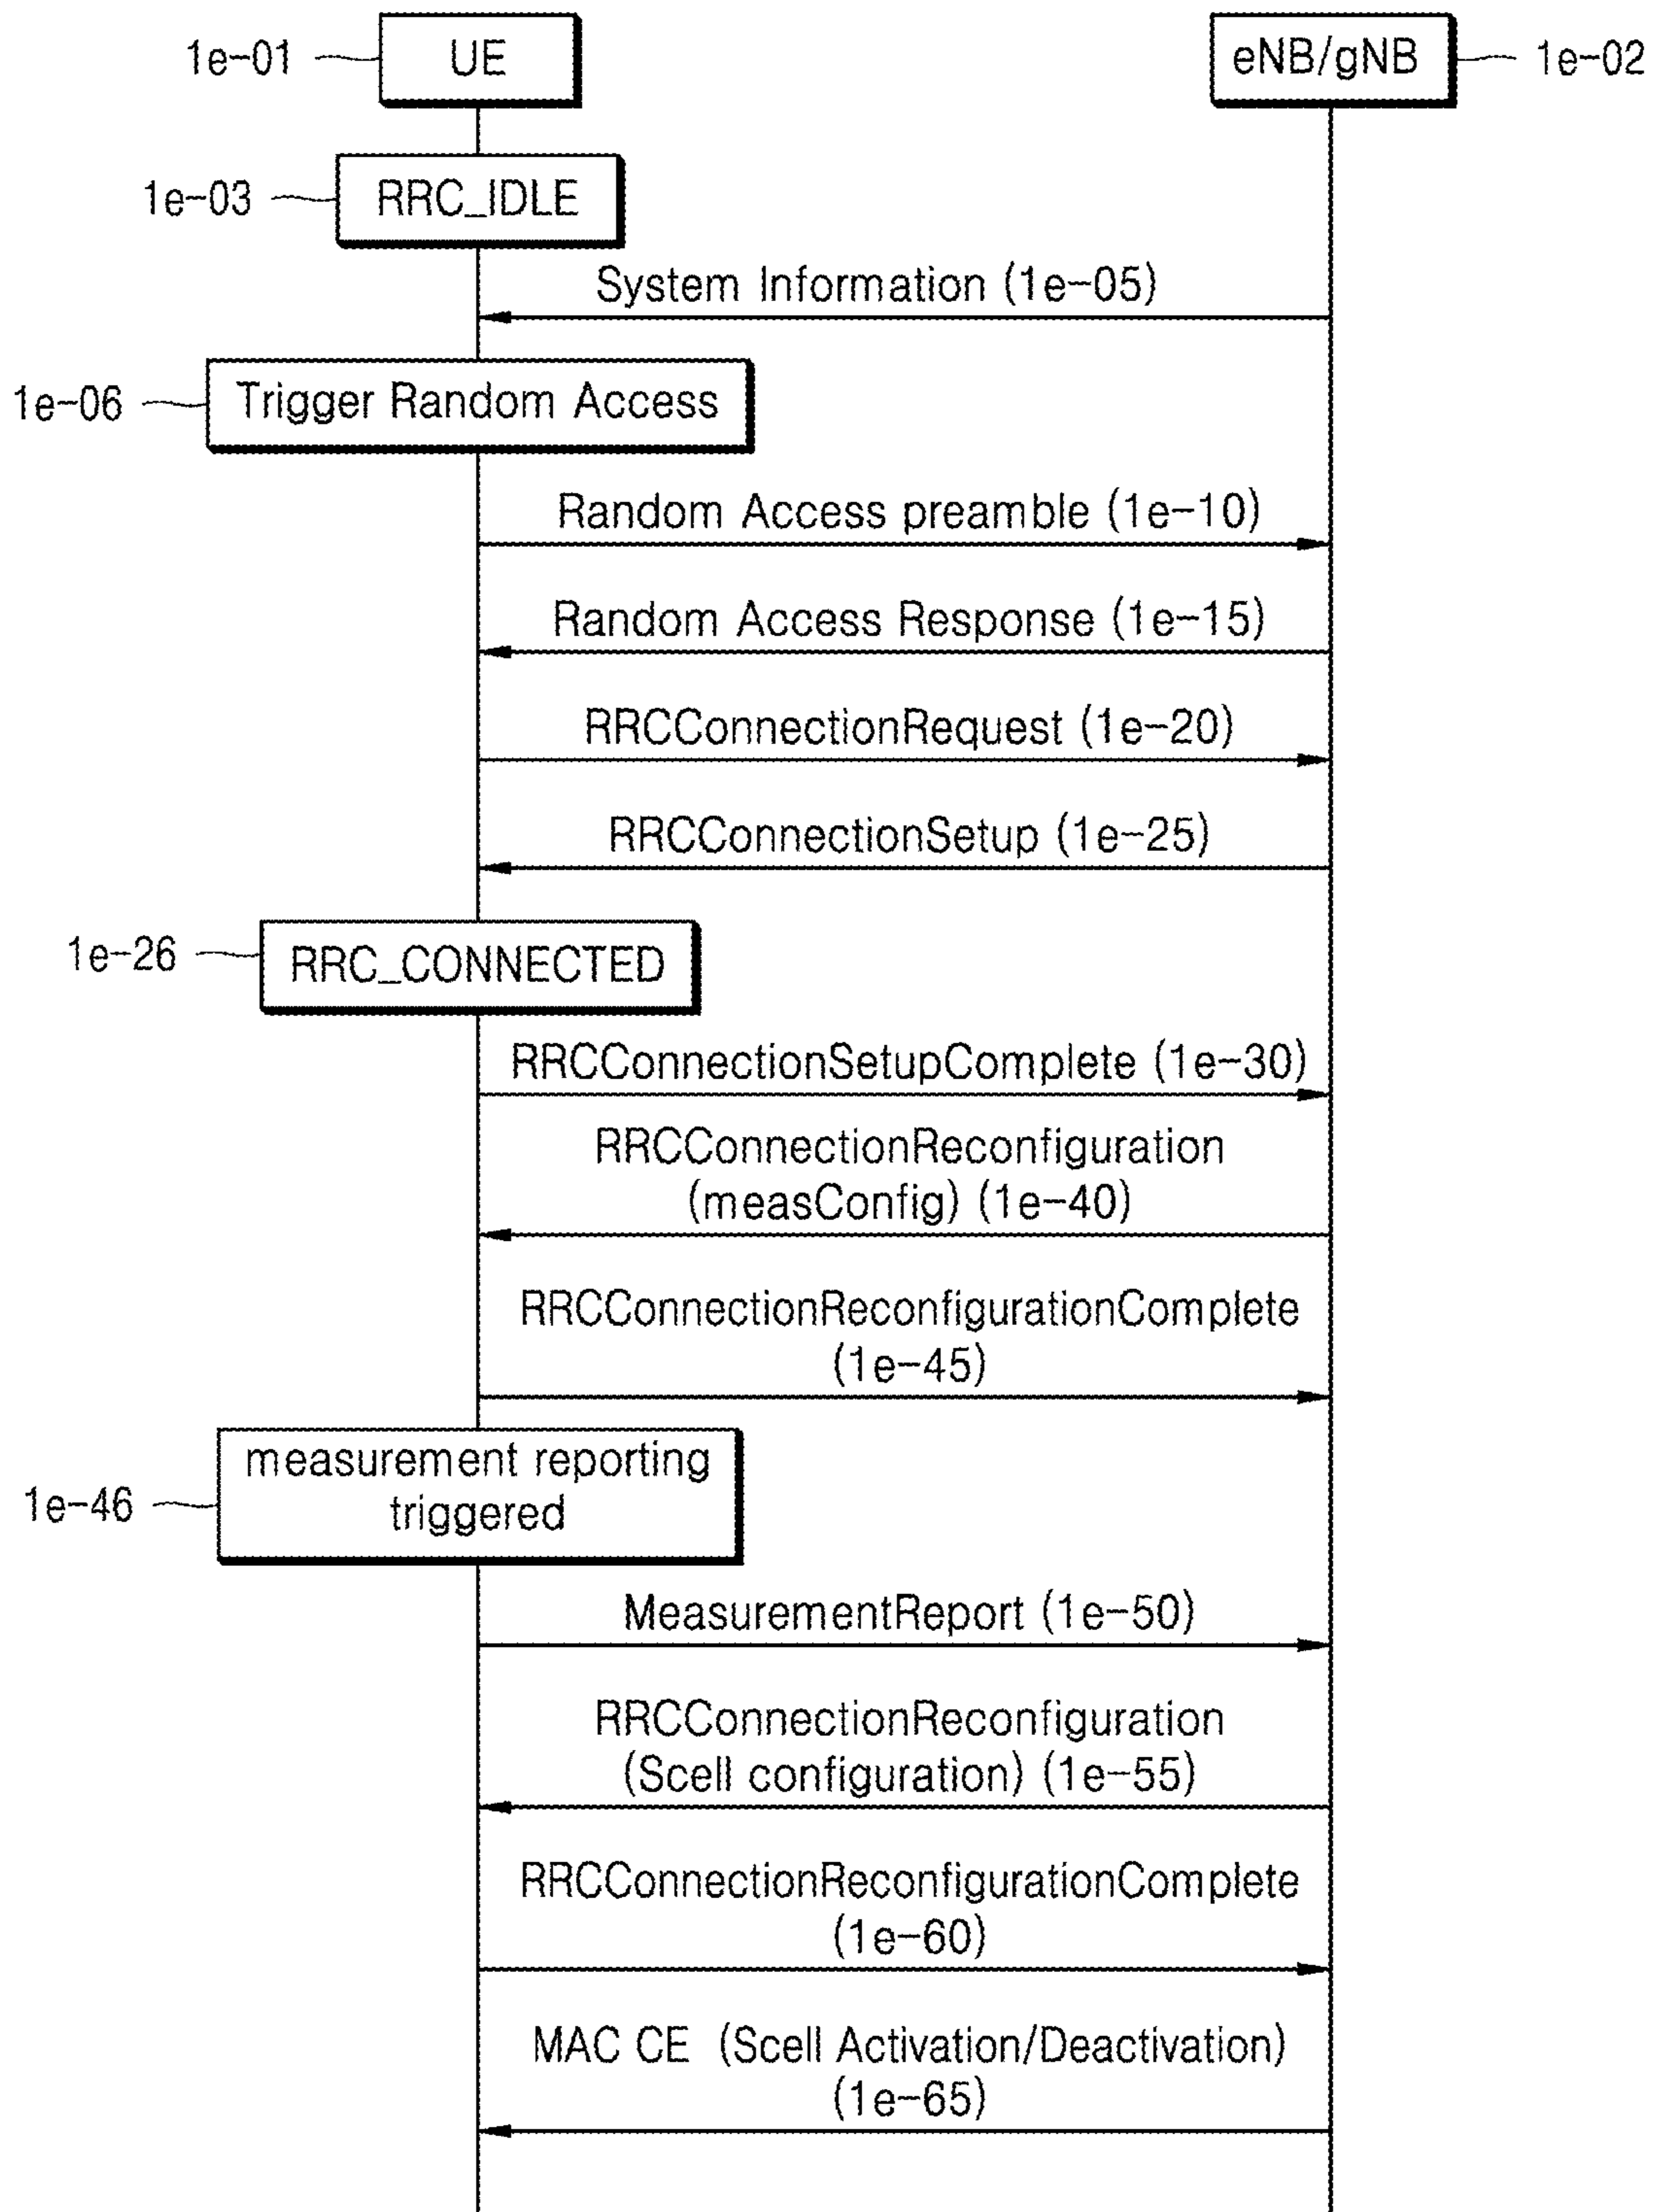 1e-01 UE eNB/gNB 1e-02
1e-03 RRC_IDLE
System Information (1e-05)
1e-06 Trigger Random Access
Random Access preamble (1e-10)
Random Access Response (1e-15)
RRCConnectionRequest (1e-20)
RRCConnectionSetup (1e-25)
1e-26 RRC_CONNECTED
RRCConnectionSetupComplete (1e-30)
RRCConnectionReconfiguration
(measConfig) (1e-40)
RRCConnectionReconfigurationComplete
(1e-45)
measurement reporting
triggered
1e-46
MeasurementReport (1e-50)
RRCConnectionReconfiguration
(Scell configuration) (1e-55)
RRCConnectionReconfigurationComplete
(1e-60)
MAC CE (Scell Activation/Deactivation)
(1e-65)